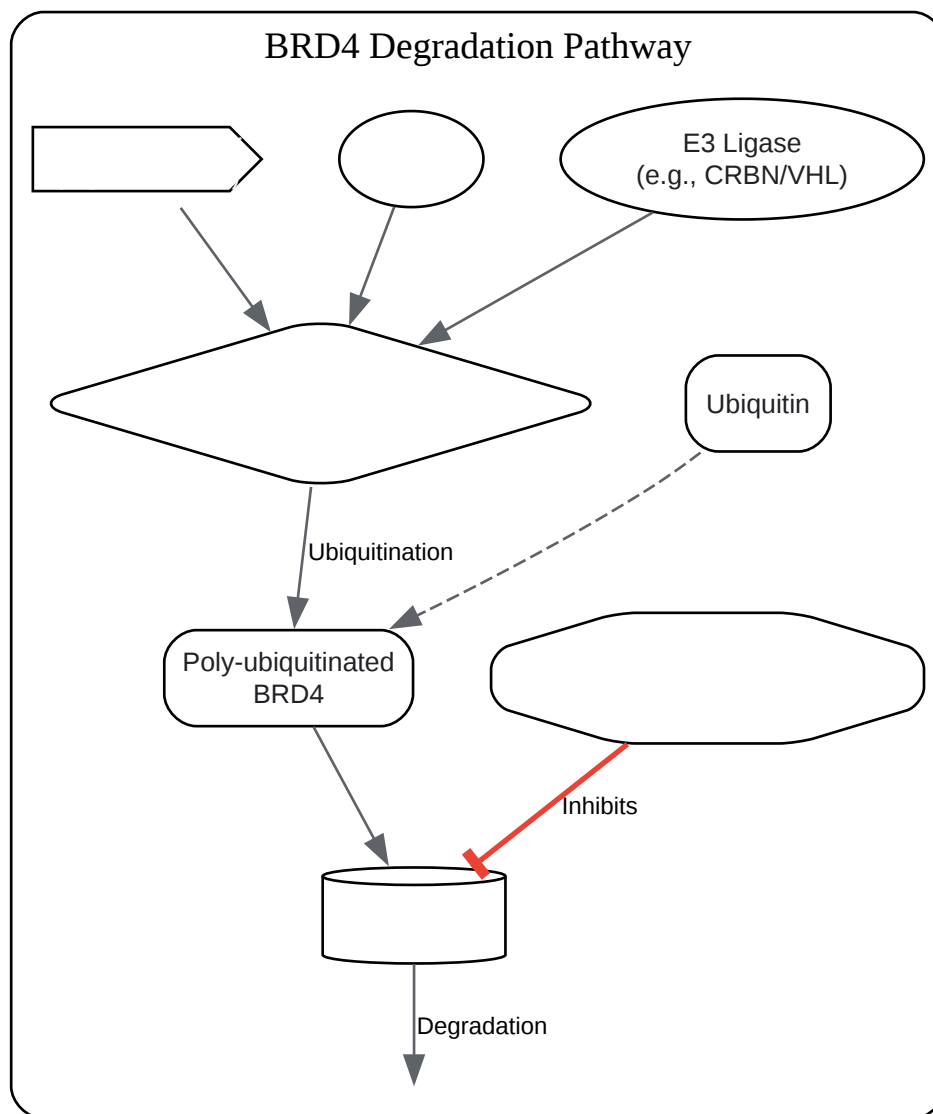 BRD4 Degradation Pathway
E3 Ligase
(e.g., CRBN/VHL)
Ubiquitin
Ubiquitination
Poly-ubiquitinated
BRD4
Inhibits
Degradation